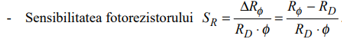 - Sensibilitatea fotorezistorului $S_R = \frac{\Delta R_\phi}{R_D \cdot \phi} = \frac{R_\phi - R_D}{R_D \cdot \phi}$